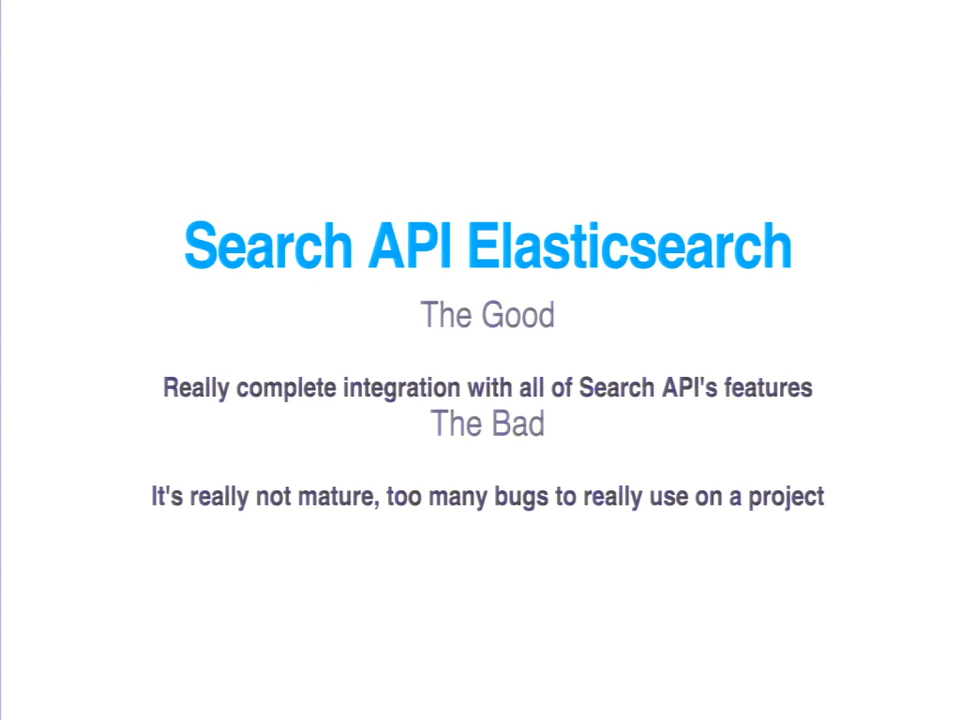 Search API Elasticsearch
The Good
Really complete integration with all of Search API's features
The Bad
It's really not mature, too many bugs to really use on a project